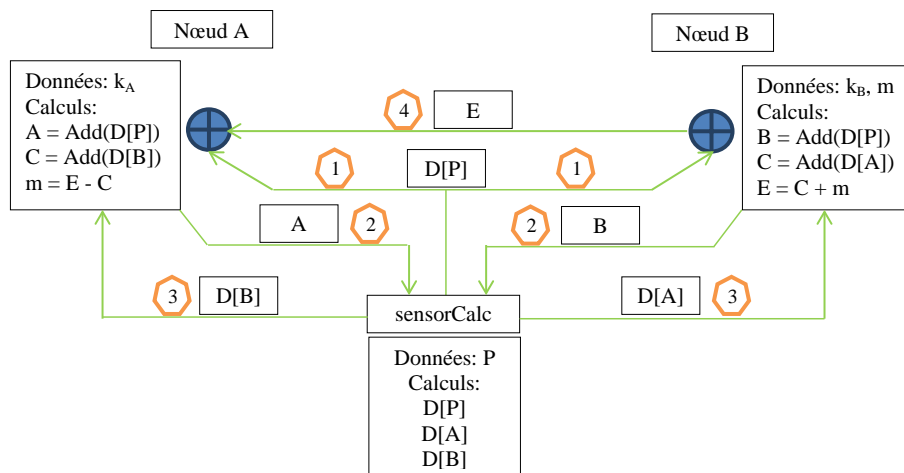 Nœud A
Nœud B
Données: kA
Calculs:
A = Add(D[P])
C = Add(D[B])
m = E - C
Données: kB, m
Calculs:
B = Add(D[P])
C = Add(D[A])
E = C + m
4 E
1 D[P] 1
A 2
2 B
3 D[B]
D[A] 3
sensorCalc
Données: P
Calculs:
D[P]
D[A]
D[B]